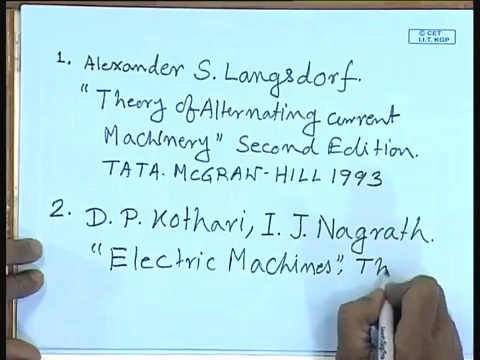 © CET
I.I.T. KGP
1. Alexander S. Langsdorf.
"Theory of Alternating current
Machinery" Second Edition.
TATA. MCGRAW-HILL 1993
2. D. P. Kothari, I. J. Nagrath.
"Electric Machines", Th